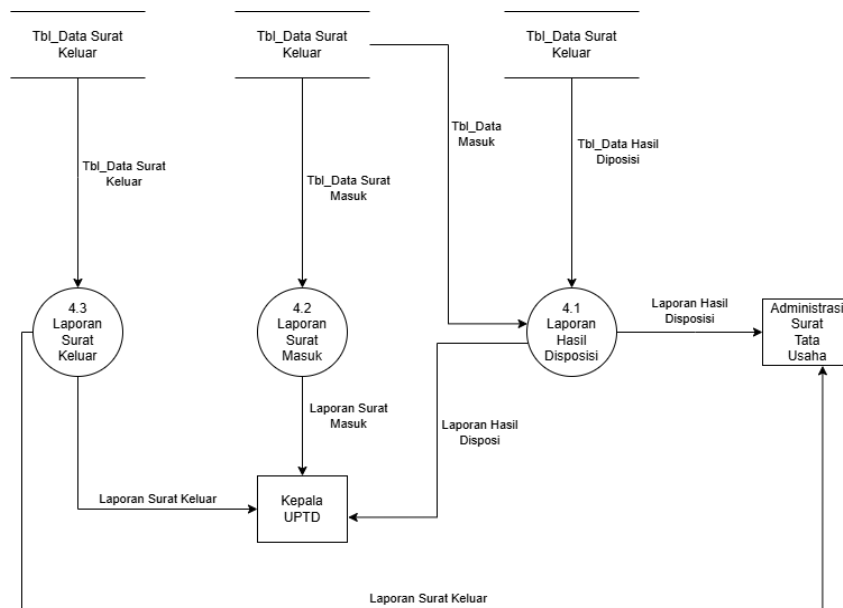 Tbl_Data Surat
Keluar
Tbl_Data Surat
Keluar
Tbl_Data Surat
Keluar
Tbl_Data
Masuk
Tbl_Data Hasil
Diposisi
Tbl_Data Surat
Keluar
Tbl_Data Surat
Masuk
4.3
Laporan
Surat
Keluar
4.2
Laporan
Surat
Masuk
4.1
Laporan
Hasil
Disposisi
Laporan Hasil
Disposisi
Administrasi
Surat
Tata
Usaha
Laporan Surat
Masuk
Laporan Hasil
Disposi
Laporan Surat Keluar
Kepala
UPTD
Laporan Surat Keluar